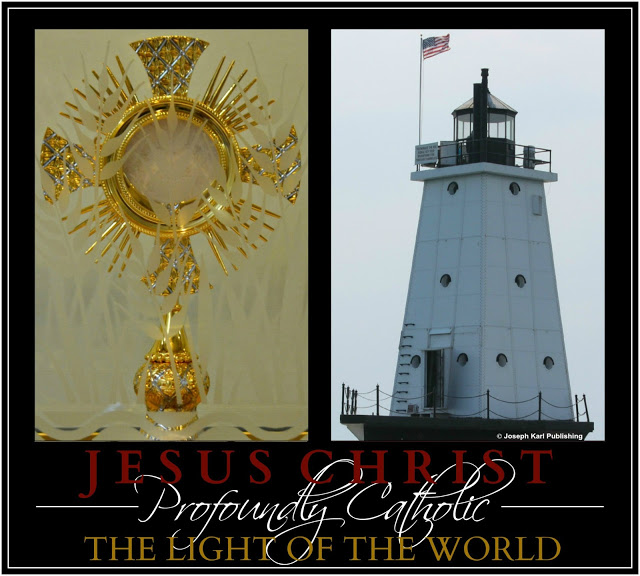 © Joseph Karl Publishing
JESUS CHRIST
Profoundly Catholic
THE LIGHT OF THE WORLD